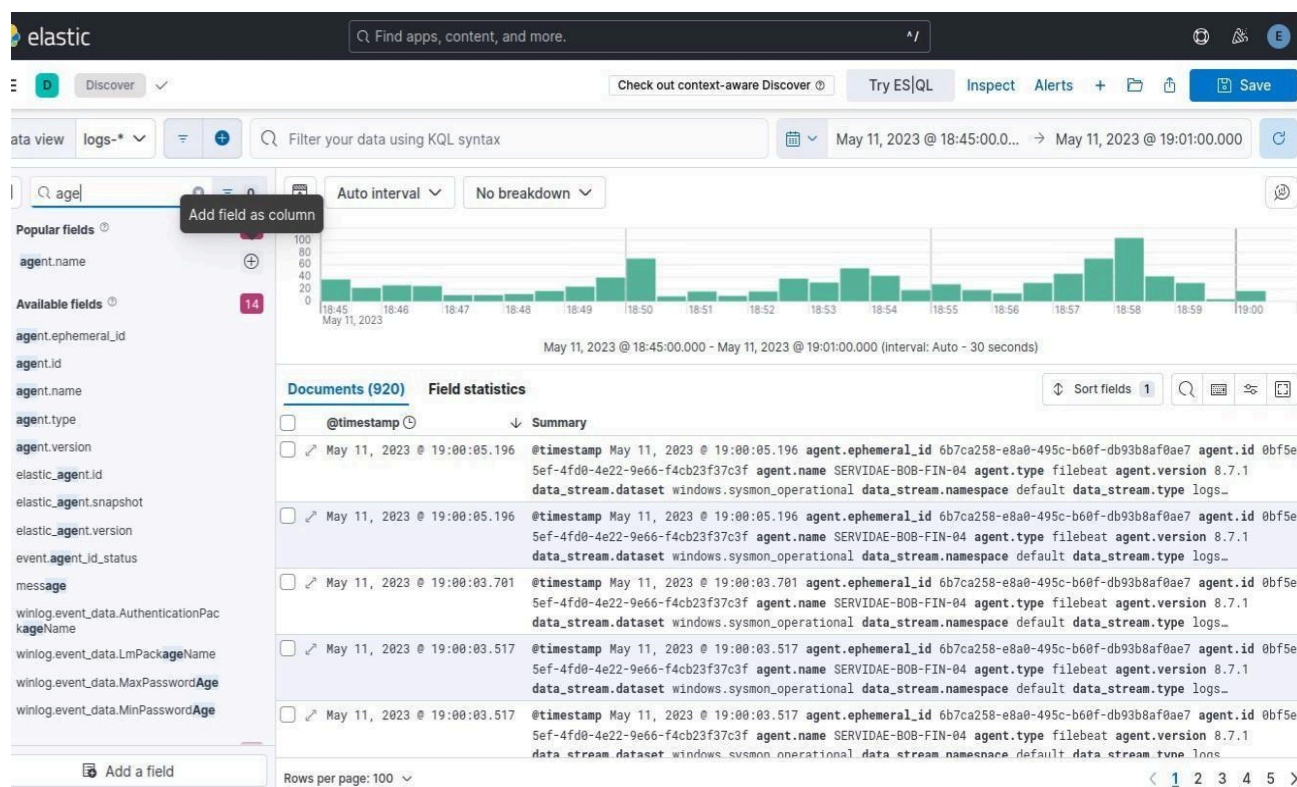 elastic
Find apps, content, and more.
^/
E
D
Discover
Check out context-aware Discover
Try ES|QL
Inspect
Alerts
Save
ata view
logs-*
Filter your data using KQL syntax
May 11, 2023 @ 18:45:00.0... → May 11, 2023 @ 19:01:00.000
age
0
Add field as column
Auto interval
No breakdown
Popular fields
agent.name
Available fields
14
agent.ephemeral_id
agent.id
agent.name
agent.type
agent.version
elastic_agent.id
elastic_agent.snapshot
elastic_agent.version
event.agent_id_status
message
winlog.event_data.AuthenticationPac
kageName
winlog.event_data.LmPackageName
winlog.event_data.MaxPasswordAge
winlog.event_data.MinPasswordAge
Add a field
100
80
60
40
20
0
18:45 18:46 18:47 18:48 18:49 18:50 18:51 18:52 18:53 18:54 18:55 18:56 18:57 18:58 18:59 19:00
May 11, 2023
May 11, 2023 @ 18:45:00.000 - May 11, 2023 @ 19:01:00.000 (interval: Auto - 30 seconds)
Documents (920)
Field statistics
Sort fields 1
@timestamp
Summary
May 11, 2023 @ 19:00:05.196 @timestamp May 11, 2023 @ 19:00:05.196 agent.ephemeral_id 6b7ca258-e8a0-495c-b60f-db93b8af0ae7 agent.id 0bf5e
5ef-4fd0-4e22-9e66-f4cb23f37c3f agent.name SERVIDAE-BOB-FIN-04 agent.type filebeat agent.version 8.7.1
data_stream.dataset windows.sysmon_operational data_stream.namespace default data_stream.type logs…
May 11, 2023 @ 19:00:05.196 @timestamp May 11, 2023 @ 19:00:05.196 agent.ephemeral_id 6b7ca258-e8a0-495c-b60f-db93b8af0ae7 agent.id 0bf5e
5ef-4fd0-4e22-9e66-f4cb23f37c3f agent.name SERVIDAE-BOB-FIN-04 agent.type filebeat agent.version 8.7.1
data_stream.dataset windows.sysmon_operational data_stream.namespace default data_stream.type logs…
May 11, 2023 @ 19:00:03.701 @timestamp May 11, 2023 @ 19:00:03.701 agent.ephemeral_id 6b7ca258-e8a0-495c-b60f-db93b8af0ae7 agent.id 0bf5e
5ef-4fd0-4e22-9e66-f4cb23f37c3f agent.name SERVIDAE-BOB-FIN-04 agent.type filebeat agent.version 8.7.1
data_stream.dataset windows.sysmon_operational data_stream.namespace default data_stream.type logs…
May 11, 2023 @ 19:00:03.517 @timestamp May 11, 2023 @ 19:00:03.517 agent.ephemeral_id 6b7ca258-e8a0-495c-b60f-db93b8af0ae7 agent.id 0bf5e
5ef-4fd0-4e22-9e66-f4cb23f37c3f agent.name SERVIDAE-BOB-FIN-04 agent.type filebeat agent.version 8.7.1
data_stream.dataset windows.sysmon_operational data_stream.namespace default data_stream.type logs…
May 11, 2023 @ 19:00:03.517 @timestamp May 11, 2023 @ 19:00:03.517 agent.ephemeral_id 6b7ca258-e8a0-495c-b60f-db93b8af0ae7 agent.id 0bf5e
5ef-4fd0-4e22-9e66-f4cb23f37c3f agent.name SERVIDAE-BOB-FIN-04 agent.type filebeat agent.version 8.7.1
data_stream.dataset windows.sysmon_operational data_stream.namespace default data_stream.type logs
Rows per page: 100
1 2 3 4 5